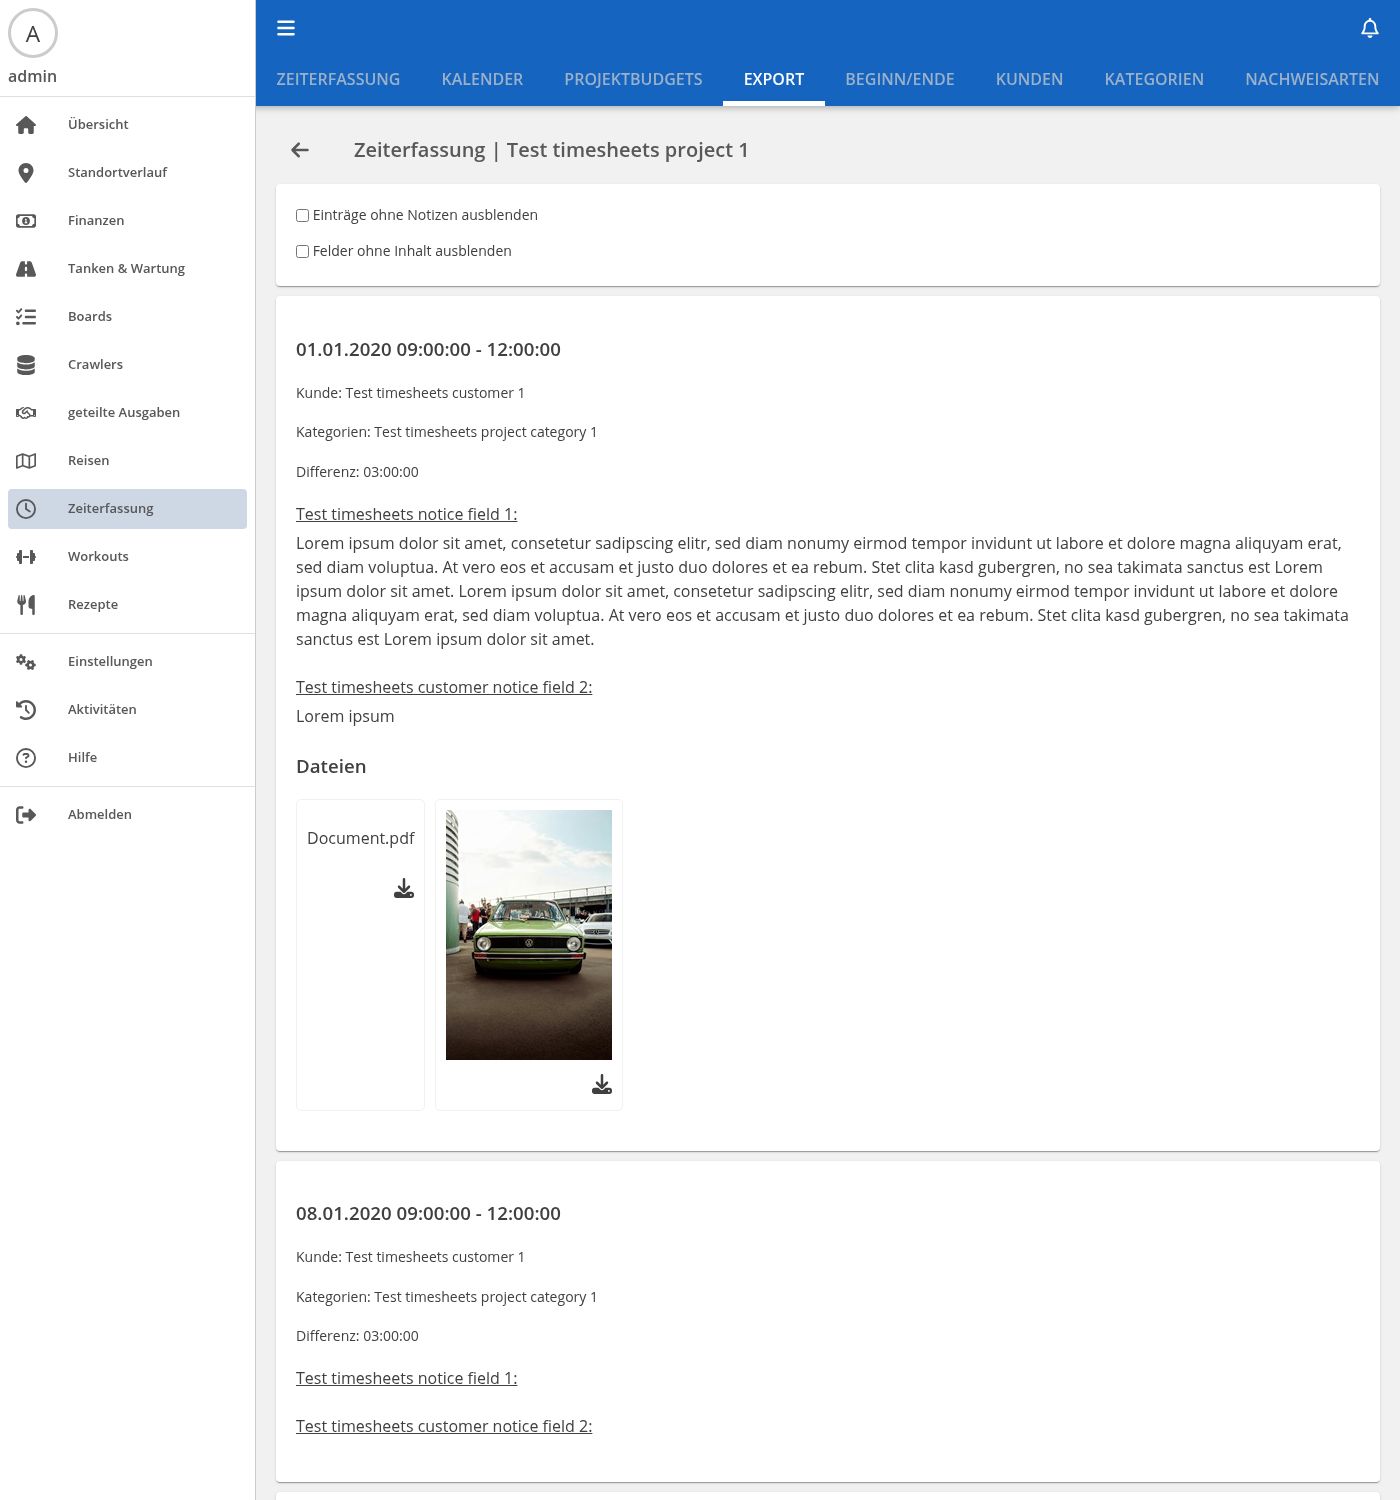 A
admin
Übersicht
Standortverlauf
Finanzen
Tanken & Wartung
Boards
Crawlers
geteilte Ausgaben
Reisen
Zeiterfassung
Workouts
Rezepte
Einstellungen
Aktivitäten
Hilfe
Abmelden
ZEITERFASSUNG KALENDER PROJEKTBUDGETS EXPORT BEGINN/ENDE KUNDEN KATEGORIEN NACHWEISARTEN
Zeiterfassung | Test timesheets project 1
Einträge ohne Notizen ausblenden
Felder ohne Inhalt ausblenden
01.01.2020 09:00:00 - 12:00:00
Kunde: Test timesheets customer 1
Kategorien: Test timesheets project category 1
Differenz: 03:00:00
Test timesheets notice field 1:
Lorem ipsum dolor sit amet, consetetur sadipscing elitr, sed diam nonumy eirmod tempor invidunt ut labore et dolore magna aliquyam erat,
sed diam voluptua. At vero eos et accusam et justo duo dolores et ea rebum. Stet clita kasd gubergren, no sea takimata sanctus est Lorem
ipsum dolor sit amet. Lorem ipsum dolor sit amet, consetetur sadipscing elitr, sed diam nonumy eirmod tempor invidunt ut labore et dolore
magna aliquyam erat, sed diam voluptua. At vero eos et accusam et justo duo dolores et ea rebum. Stet clita kasd gubergren, no sea takimata
sanctus est Lorem ipsum dolor sit amet.
Test timesheets customer notice field 2:
Lorem ipsum
Dateien
Document.pdf
08.01.2020 09:00:00 - 12:00:00
Kunde: Test timesheets customer 1
Kategorien: Test timesheets project category 1
Differenz: 03:00:00
Test timesheets notice field 1:
Test timesheets customer notice field 2: